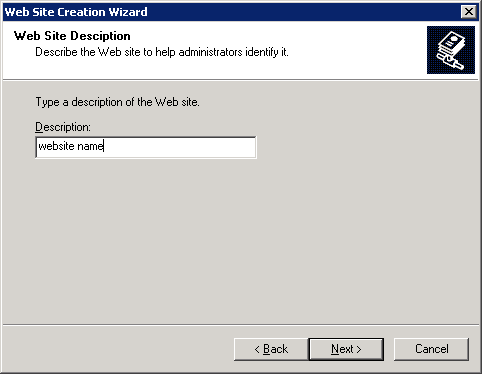 Web Site Creation Wizard
Web Site Desciption
Describe the Web site to help administrators identify it.
Type a description of the Web site.
Description:
website name
< Back
Next >
Cancel